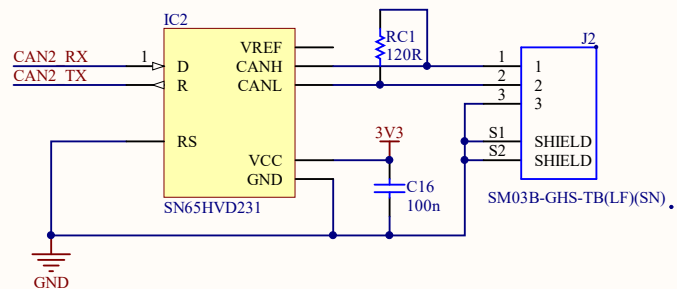 IC2
J2
RC1
120R
VREF
CAN2_RX
1
D
CANH
1
1
CAN2_TX
R
CANL
2
2
3
3
RS
3V3
S1
SHIELD
VCC
S2
SHIELD
GND
C16
100n
SN65HVD231
SM03B-GHS-TB(LF)(SN)
GND